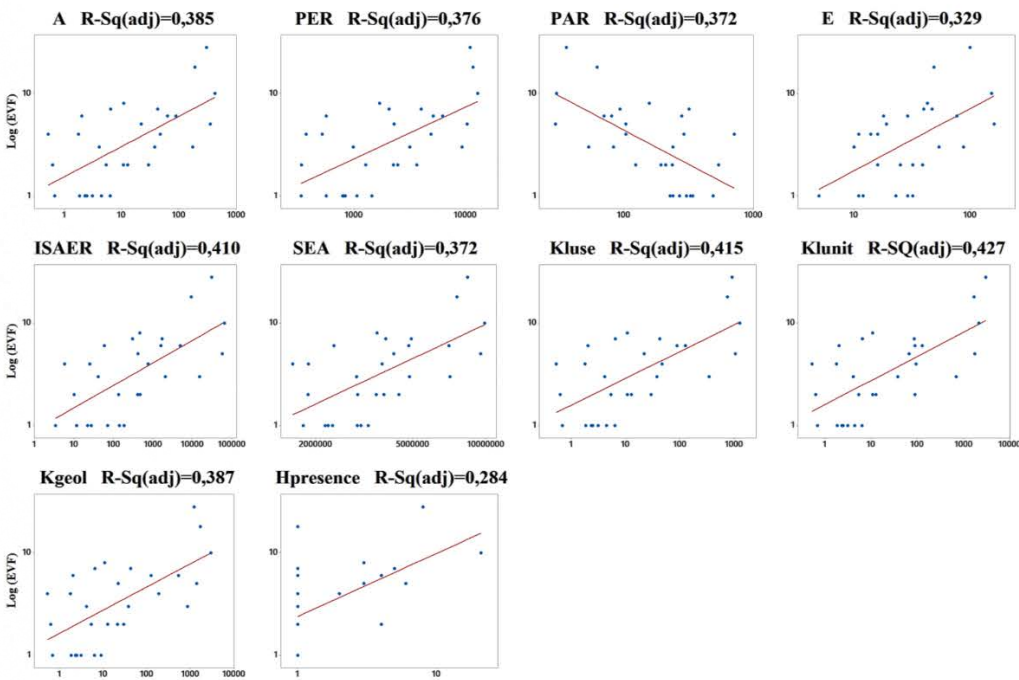 A R-Sq(adj)=0,385 PER R-Sq(adj)=0,376 PAR R-Sq(adj)=0,372 E R-Sq(adj)=0,329
Log (EVF)
10 10 10 10
1 1 1 1
1 10 100 1000 1000 10000 100 1000 10 100
ISAER R-Sq(adj)=0,410 SEA R-Sq(adj)=0,372 Kluse R-Sq(adj)=0,415 Klunit R-SQ(adj)=0,427
Log (EVF)
10 10 10 10
1 1 1 1
1 10 100 1000 10000 100000 2000000 5000000 10000000 1 10 100 1000 1 10 100 1000 10000
Kgeol R-Sq(adj)=0,387 Hpresence R-Sq(adj)=0,284
Log (EVF)
10 10
1 1
1 10 100 1000 10000 1 10